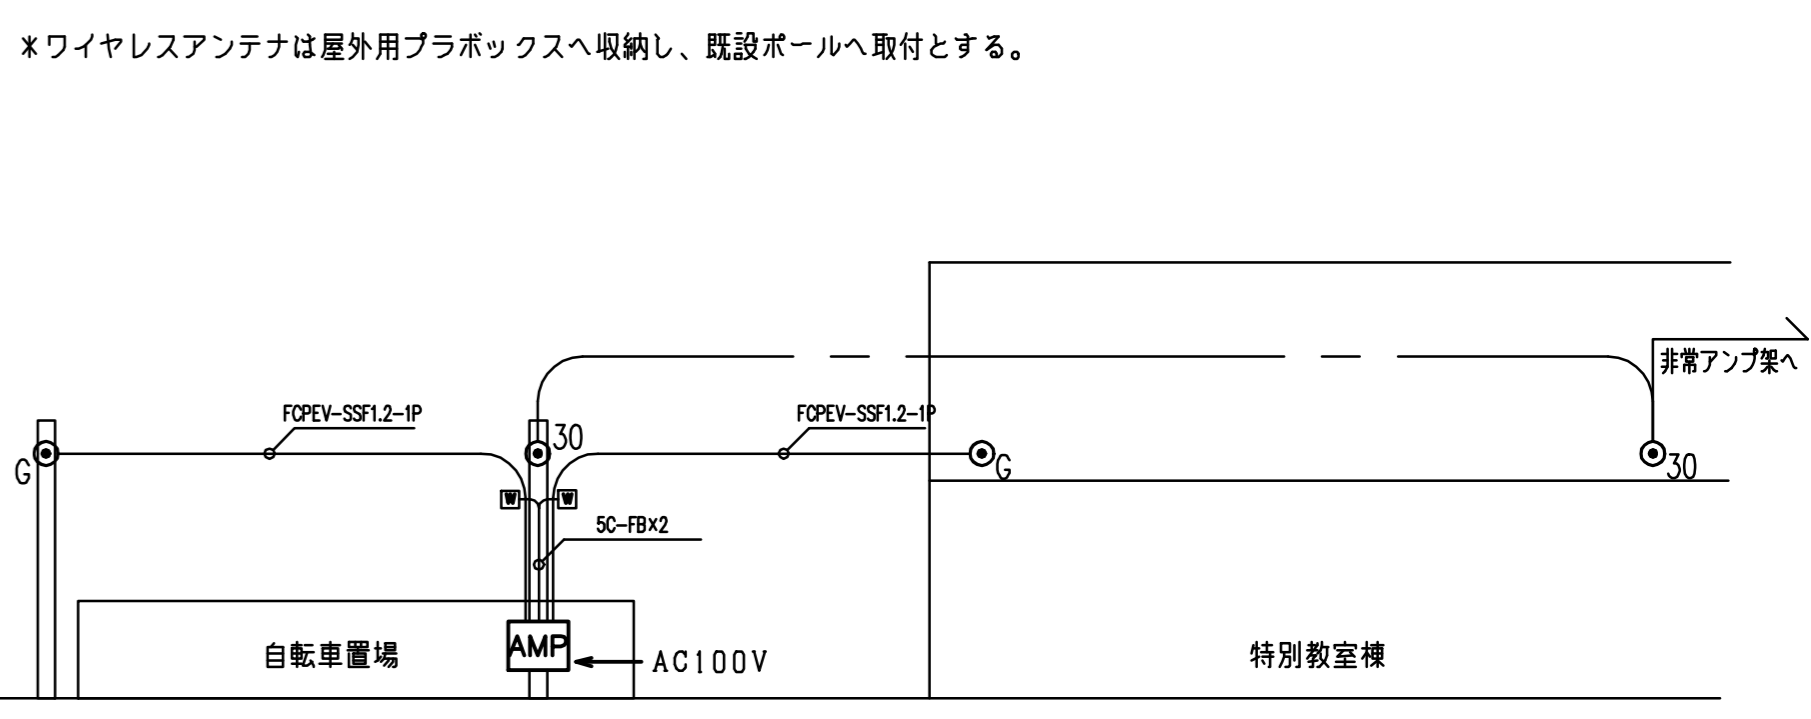 *ワイヤレスアンテナは屋外用プラボックスへ収納し、既設ポールへ取付とする。
非常アンプ架へ
FCPEV-SSF1.2-1P
FCPEV-SSF1.2-1P
30
G
G
30
W
W
5C-FB×2
自転車置場
AMP
AC100V
特別教室棟